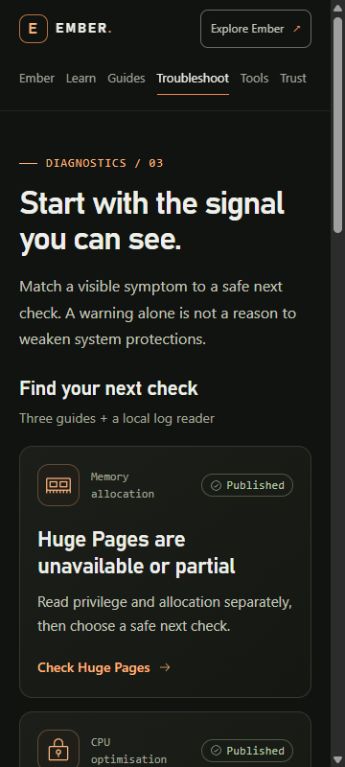 E EMBER.
Explore Ember ↗
Ember Learn Guides Troubleshoot Tools Trust
DIAGNOSTICS / 03
Start with the signal
you can see.
Match a visible symptom to a safe next
check. A warning alone is not a reason to
weaken system protections.
Find your next check
Three guides + a local log reader
Memory
allocation
Published
Huge Pages are
unavailable or partial
Read privilege and allocation separately,
then choose a safe next check.
Check Huge Pages →
CPU
optimisation
Published